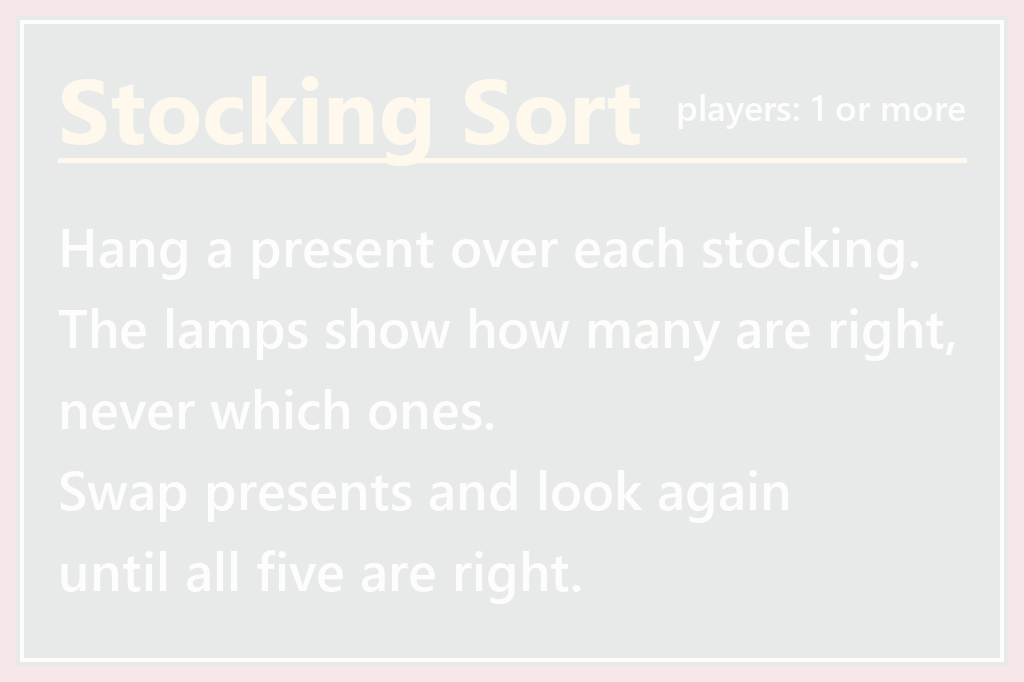 Stocking Sort players: 1 or more
Hang a present over each stocking.
The lamps show how many are right,
never which ones.
Swap presents and look again
until all five are right.